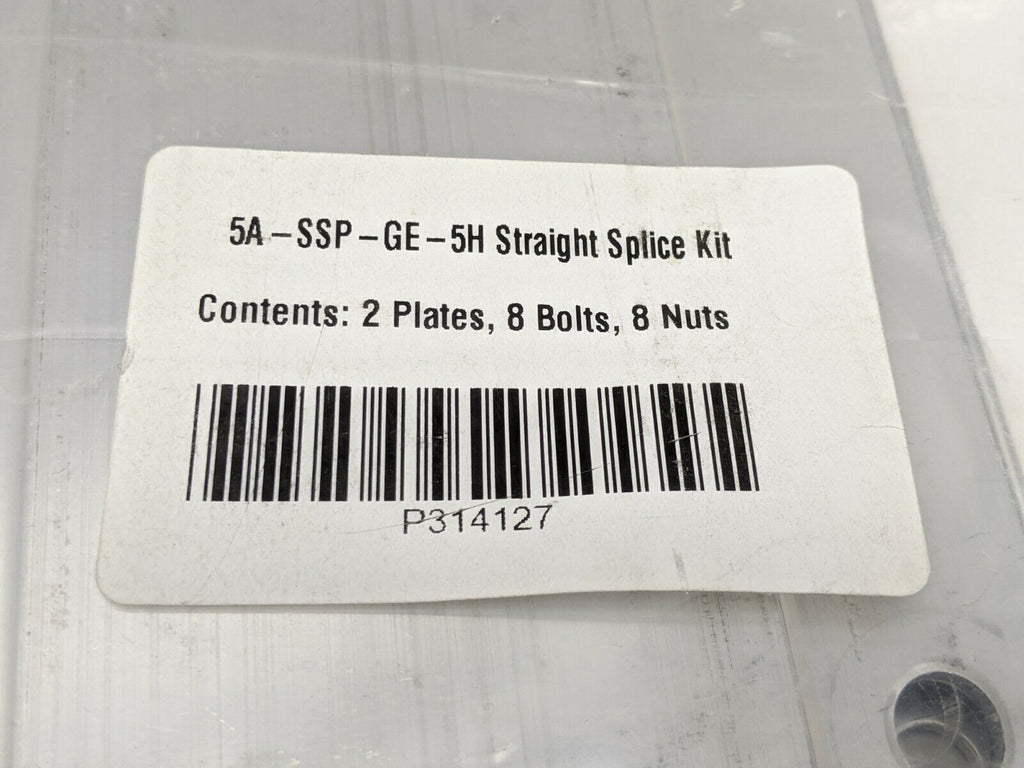 5A-SSP-GE-5H Straight Splice Kit
Contents: 2 Plates, 8 Bolts, 8 Nuts
P314127